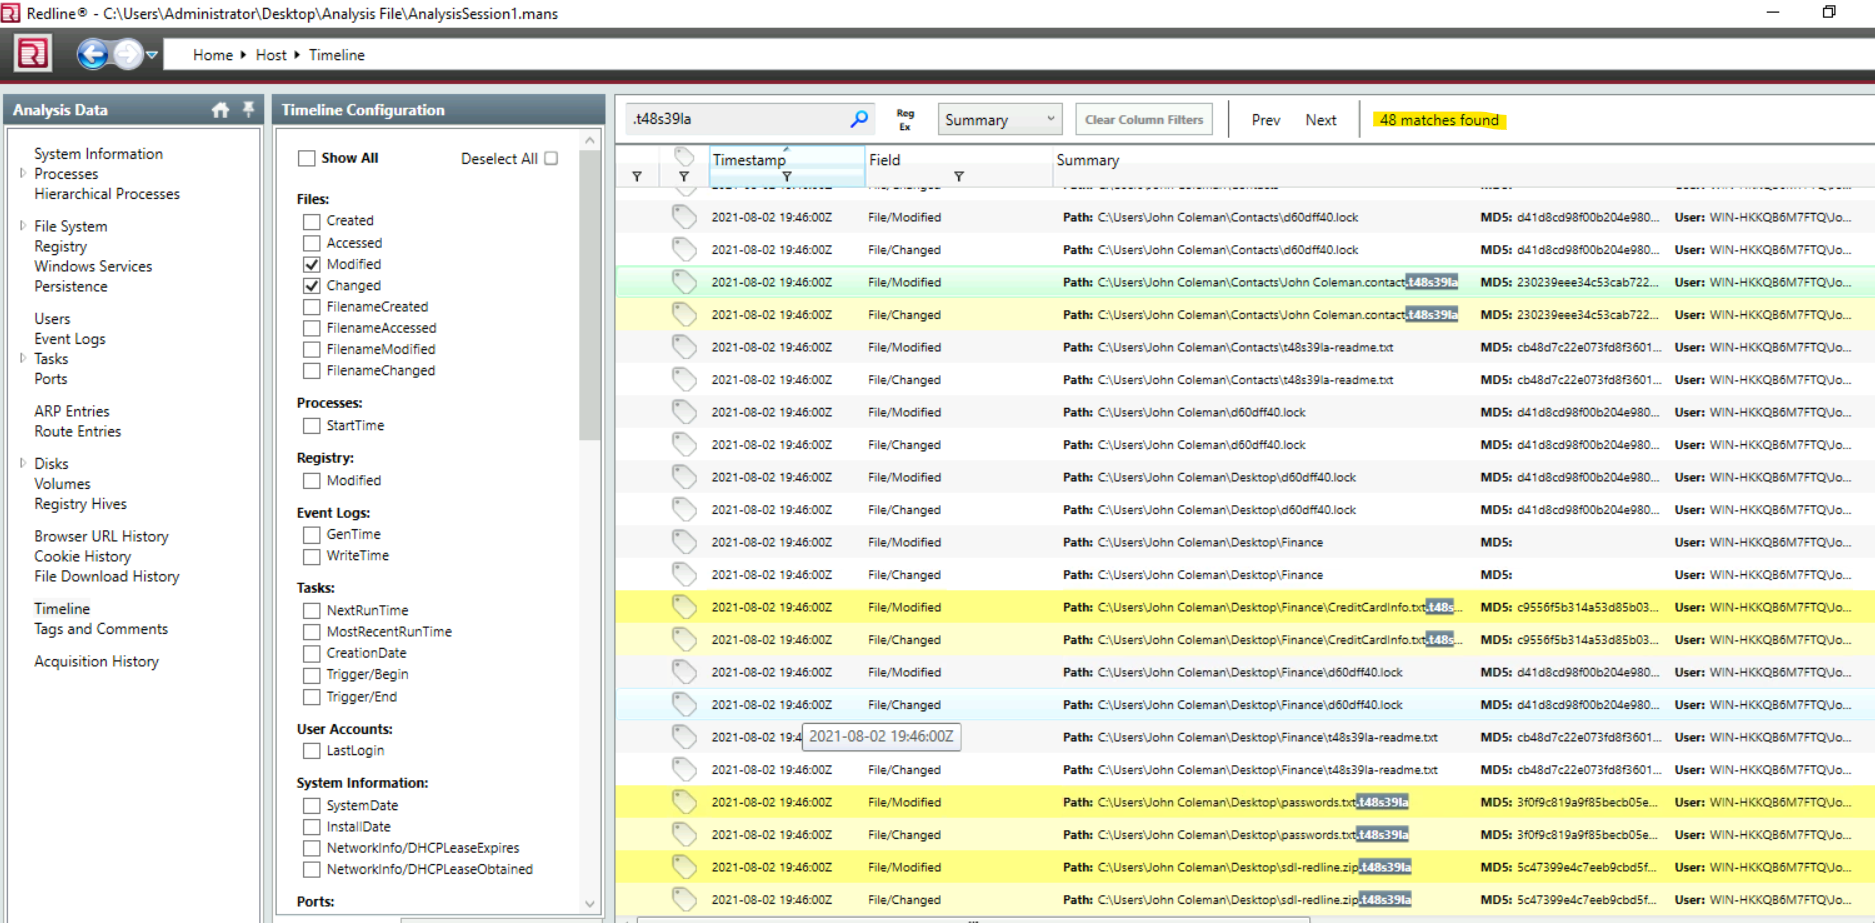 Redline® - C:\Users\Administrator\Desktop\Analysis File\AnalysisSession1.mans
Home Host Timeline
Analysis Data
System Information
Processes
Hierarchical Processes
File System
Registry
Windows Services
Persistence
Users
Event Logs
Tasks
Ports
ARP Entries
Route Entries
Disks
Volumes
Registry Hives
Browser URL History
Cookie History
File Download History
Timeline
Tags and Comments
Acquisition History
Timeline Configuration
Show All Deselect All
Files:
Created
Accessed
Modified
Changed
FilenameCreated
FilenameAccessed
FilenameModified
FilenameChanged
Processes:
StartTime
Registry:
Modified
Event Logs:
GenTime
WriteTime
Tasks:
NextRunTime
MostRecentRunTime
CreationDate
Trigger/Begin
Trigger/End
User Accounts:
LastLogin
System Information:
SystemDate
InstallDate
NetworkInfo/DHCPLeaseExpires
NetworkInfo/DHCPLeaseObtained
Ports:
.t48s39la Reg Ex Summary Clear Column Filters Prev Next 48 matches found
Timestamp Field Summary
2021-08-02 19:46:00Z File/Modified Path: C:\Users\John Coleman\Contacts\d60dff40.lock MD5: d41d8cd98f00b204e980... User: WIN-HKKQB6M7FTQ\Jo...
2021-08-02 19:46:00Z File/Changed Path: C:\Users\John Coleman\Contacts\d60dff40.lock MD5: d41d8cd98f00b204e980... User: WIN-HKKQB6M7FTQ\Jo...
2021-08-02 19:46:00Z File/Modified Path: C:\Users\John Coleman\Contacts\John Coleman.contact.t48s39la MD5: 230239eee34c53cab722... User: WIN-HKKQB6M7FTQ\Jo...
2021-08-02 19:46:00Z File/Changed Path: C:\Users\John Coleman\Contacts\John Coleman.contact.t48s39la MD5: 230239eee34c53cab722... User: WIN-HKKQB6M7FTQ\Jo...
2021-08-02 19:46:00Z File/Modified Path: C:\Users\John Coleman\Contacts\t48s39la-readme.txt MD5: cb48d7c22e073fd8f3601... User: WIN-HKKQB6M7FTQ\Jo...
2021-08-02 19:46:00Z File/Changed Path: C:\Users\John Coleman\Contacts\t48s39la-readme.txt MD5: cb48d7c22e073fd8f3601... User: WIN-HKKQB6M7FTQ\Jo...
2021-08-02 19:46:00Z File/Modified Path: C:\Users\John Coleman\d60dff40.lock MD5: d41d8cd98f00b204e980... User: WIN-HKKQB6M7FTQ\Jo...
2021-08-02 19:46:00Z File/Changed Path: C:\Users\John Coleman\d60dff40.lock MD5: d41d8cd98f00b204e980... User: WIN-HKKQB6M7FTQ\Jo...
2021-08-02 19:46:00Z File/Modified Path: C:\Users\John Coleman\Desktop\d60dff40.lock MD5: d41d8cd98f00b204e980... User: WIN-HKKQB6M7FTQ\Jo...
2021-08-02 19:46:00Z File/Changed Path: C:\Users\John Coleman\Desktop\d60dff40.lock MD5: d41d8cd98f00b204e980... User: WIN-HKKQB6M7FTQ\Jo...
2021-08-02 19:46:00Z File/Modified Path: C:\Users\John Coleman\Desktop\Finance MD5: User: WIN-HKKQB6M7FTQ\Jo...
2021-08-02 19:46:00Z File/Changed Path: C:\Users\John Coleman\Desktop\Finance MD5: User: WIN-HKKQB6M7FTQ\Jo...
2021-08-02 19:46:00Z File/Modified Path: C:\Users\John Coleman\Desktop\Finance\CreditCardInfo.txt.t48s... MD5: c9556f5b314a53d85b03... User: WIN-HKKQB6M7FTQ\Jo...
2021-08-02 19:46:00Z File/Changed Path: C:\Users\John Coleman\Desktop\Finance\CreditCardInfo.txt.t48s... MD5: c9556f5b314a53d85b03... User: WIN-HKKQB6M7FTQ\Jo...
2021-08-02 19:46:00Z File/Modified Path: C:\Users\John Coleman\Desktop\Finance\d60dff40.lock MD5: d41d8cd98f00b204e980... User: WIN-HKKQB6M7FTQ\Jo...
2021-08-02 19:46:00Z File/Changed Path: C:\Users\John Coleman\Desktop\Finance\d60dff40.lock MD5: d41d8cd98f00b204e980... User: WIN-HKKQB6M7FTQ\Jo...
2021-08-02 19:4 2021-08-02 19:46:00Z Path: C:\Users\John Coleman\Desktop\Finance\t48s39la-readme.txt MD5: cb48d7c22e073fd8f3601... User: WIN-HKKQB6M7FTQ\Jo...
2021-08-02 19:46:00Z File/Changed Path: C:\Users\John Coleman\Desktop\Finance\t48s39la-readme.txt MD5: cb48d7c22e073fd8f3601... User: WIN-HKKQB6M7FTQ\Jo...
2021-08-02 19:46:00Z File/Modified Path: C:\Users\John Coleman\Desktop\passwords.txt.t48s39la MD5: 3f0f9c819a9f85becb05e... User: WIN-HKKQB6M7FTQ\Jo...
2021-08-02 19:46:00Z File/Changed Path: C:\Users\John Coleman\Desktop\passwords.txt.t48s39la MD5: 3f0f9c819a9f85becb05e... User: WIN-HKKQB6M7FTQ\Jo...
2021-08-02 19:46:00Z File/Modified Path: C:\Users\John Coleman\Desktop\sdl-redline.zip.t48s39la MD5: 5c47399e4c7eeb9cbd5f... User: WIN-HKKQB6M7FTQ\Jo...
2021-08-02 19:46:00Z File/Changed Path: C:\Users\John Coleman\Desktop\sdl-redline.zip.t48s39la MD5: 5c47399e4c7eeb9cbd5f... User: WIN-HKKQB6M7FTQ\Jo...